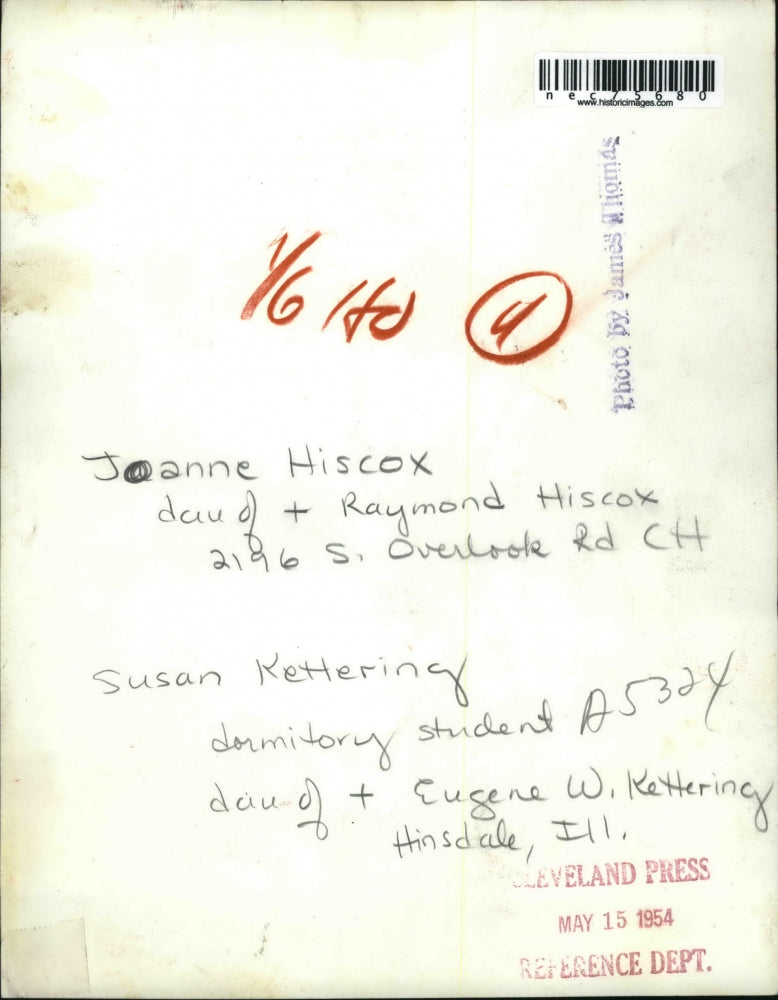 nec75680
www.historicimages.com
Photo by James Thomas
1/6 Hd 4
Joanne Hiscox
dau of + Raymond Hiscox
2196 S. Overlook Rd CH
Susan Kettering
dormitory student A5324
dau of + Eugene W. Kettering
Hinsdale, Ill.
CLEVELAND PRESS
MAY 15 1954
REFERENCE DEPT.